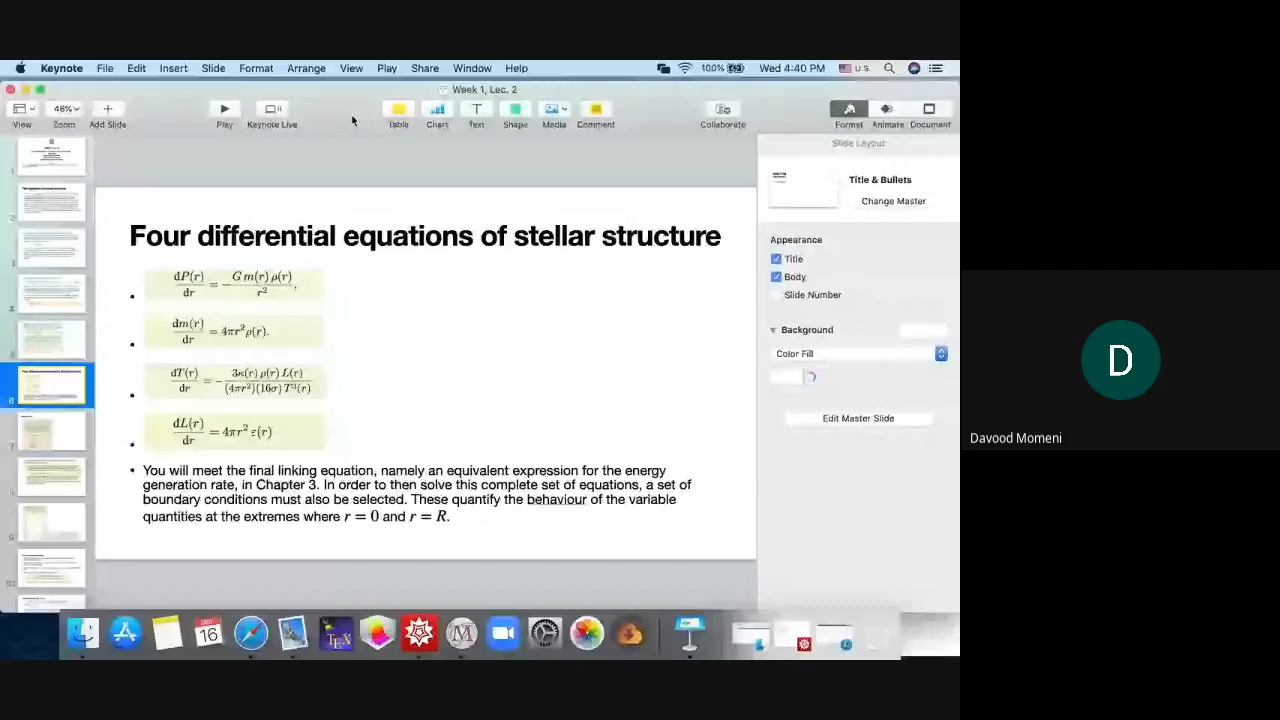 Keynote File Edit Insert Slide Format Arrange View Play Share Window Help 100% Wed 4:40 PM U.S.
Week 1, Lec. 2
46%
View Zoom Add Slide Play Keynote Live Table Chart Text Shape Media Comment Collaborate Format Animate Document
Slide Layout
Title & Bullets
Change Master
Appearance
Title
Body
Slide Number
Background
Color Fill
Edit Master Slide
Four differential equations of stellar structure
• dP(r)/dr = − G m(r) ρ(r)/r².
• dm(r)/dr = 4πr²ρ(r).
• dT(r)/dr = − 3κ(r) ρ(r) L(r)/(4πr²)(16σ) T³(r)
• dL(r)/dr = 4πr² ε(r)
• You will meet the final linking equation, namely an equivalent expression for the energy
generation rate, in Chapter 3. In order to then solve this complete set of equations, a set of
boundary conditions must also be selected. These quantify the behaviour of the variable
quantities at the extremes where r = 0 and r = R.
16
TEX
D
Davood Momeni